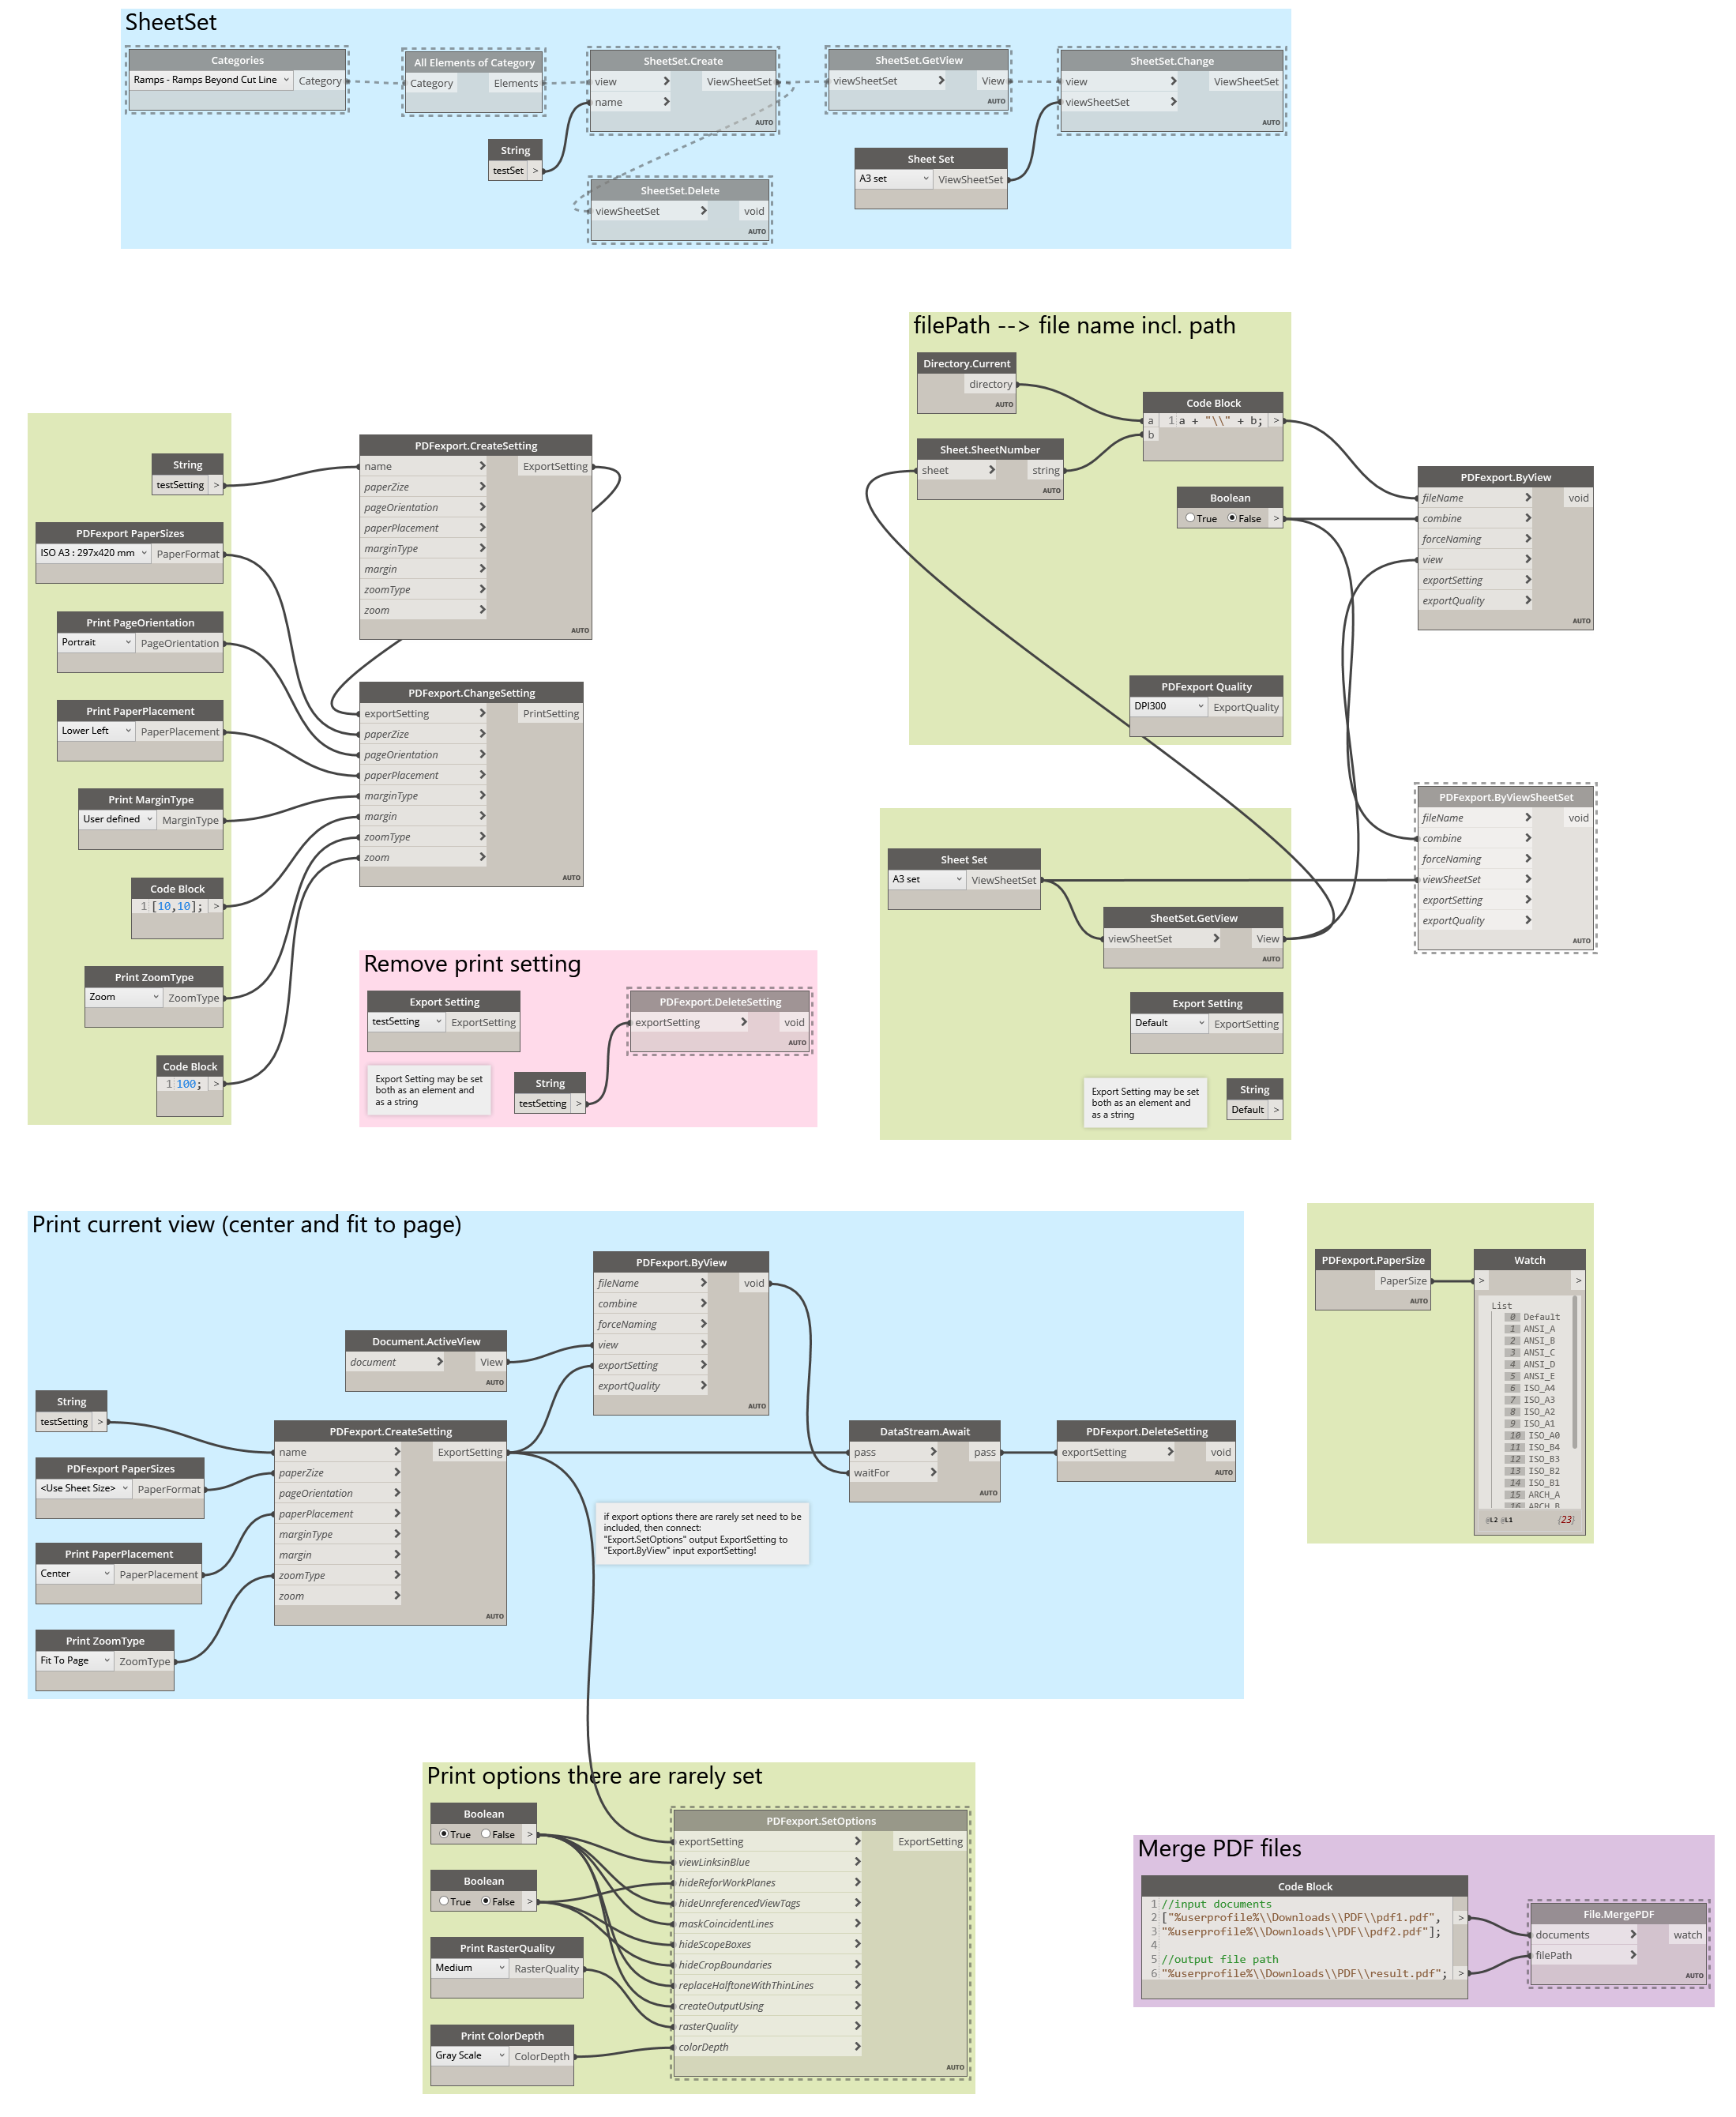 SheetSet
Categories
Ramps - Ramps Beyond Cut Line
Category
All Elements of Category
Category Elements
SheetSet.Create
view ViewSheetSet
name
AUTO
SheetSet.GetView
viewSheetSet View
AUTO
SheetSet.Change
view ViewSheetSet
viewSheetSet
AUTO
String
testSet >
Sheet Set
A3 set ViewSheetSet
SheetSet.Delete
viewSheetSet void
AUTO
filePath --> file name incl. path
Directory.Current
directory
AUTO
Sheet.SheetNumber
sheet string
AUTO
Code Block
a 1 a + "\\" + b; >
b
Boolean
True False >
PDFexport Quality
DPI300 ExportQuality
PDFexport.ByView
fileName void
combine
forceNaming
view
exportSetting
exportQuality
AUTO
String
testSetting >
PDFexport PaperSizes
ISO A3 : 297x420 mm PaperFormat
Print PageOrientation
Portrait PageOrientation
Print PaperPlacement
Lower Left PaperPlacement
Print MarginType
User defined MarginType
Code Block
1 [10,10]; >
Print ZoomType
Zoom ZoomType
Code Block
1 100; >
PDFexport.CreateSetting
name ExportSetting
paperZize
pageOrientation
paperPlacement
marginType
margin
zoomType
zoom
AUTO
PDFexport.ChangeSetting
exportSetting PrintSetting
paperZize
pageOrientation
paperPlacement
marginType
margin
zoomType
zoom
AUTO
Sheet Set
A3 set ViewSheetSet
SheetSet.GetView
viewSheetSet View
AUTO
Export Setting
Default ExportSetting
Export Setting may be set
both as an element and
as a string
String
Default >
PDFexport.ByViewSheetSet
fileName void
combine
forceNaming
viewSheetSet
exportSetting
exportQuality
AUTO
Remove print setting
Export Setting
testSetting ExportSetting
Export Setting may be set
both as an element and
as a string
String
testSetting >
PDFexport.DeleteSetting
exportSetting void
AUTO
Print current view (center and fit to page)
PDFexport.ByView
fileName void
combine
forceNaming
view
exportSetting
exportQuality
AUTO
Document.ActiveView
document View
AUTO
String
testSetting >
PDFexport PaperSizes
<Use Sheet Size> PaperFormat
Print PaperPlacement
Center PaperPlacement
Print ZoomType
Fit To Page ZoomType
PDFexport.CreateSetting
name ExportSetting
paperZize
pageOrientation
paperPlacement
marginType
margin
zoomType
zoom
AUTO
if export options there are rarely set need to be
included, then connect:
"Export.SetOptions" output ExportSetting to
"Export.ByView" input exportSetting!
DataStream.Await
pass pass
waitFor
AUTO
PDFexport.DeleteSetting
exportSetting void
AUTO
PDFexport.PaperSize
PaperSize
AUTO
Watch
> >
List
0 Default
1 ANSI_A
2 ANSI_B
3 ANSI_C
4 ANSI_D
5 ANSI_E
6 ISO_A4
7 ISO_A3
8 ISO_A2
9 ISO_A1
10 ISO_A0
11 ISO_B4
12 ISO_B3
13 ISO_B2
14 ISO_B1
15 ARCH_A
16 ARCH_B
@L2 @L1 {23}
Print options there are rarely set
Boolean
True False >
Boolean
True False >
Print RasterQuality
Medium RasterQuality
Print ColorDepth
Gray Scale ColorDepth
PDFexport.SetOptions
exportSetting ExportSetting
viewLinksinBlue
hideReforWorkPlanes
hideUnreferencedViewTags
maskCoincidentLines
hideScopeBoxes
hideCropBoundaries
replaceHalftoneWithThinLines
createOutputUsing
rasterQuality
colorDepth
AUTO
Merge PDF files
Code Block
1 //input documents
2 ["%userprofile%\\Downloads\\PDF\\pdf1.pdf", >
3 "%userprofile%\\Downloads\\PDF\\pdf2.pdf"];
4
5 //output file path
6 "%userprofile%\\Downloads\\PDF\\result.pdf"; >
File.MergePDF
documents watch
filePath
AUTO